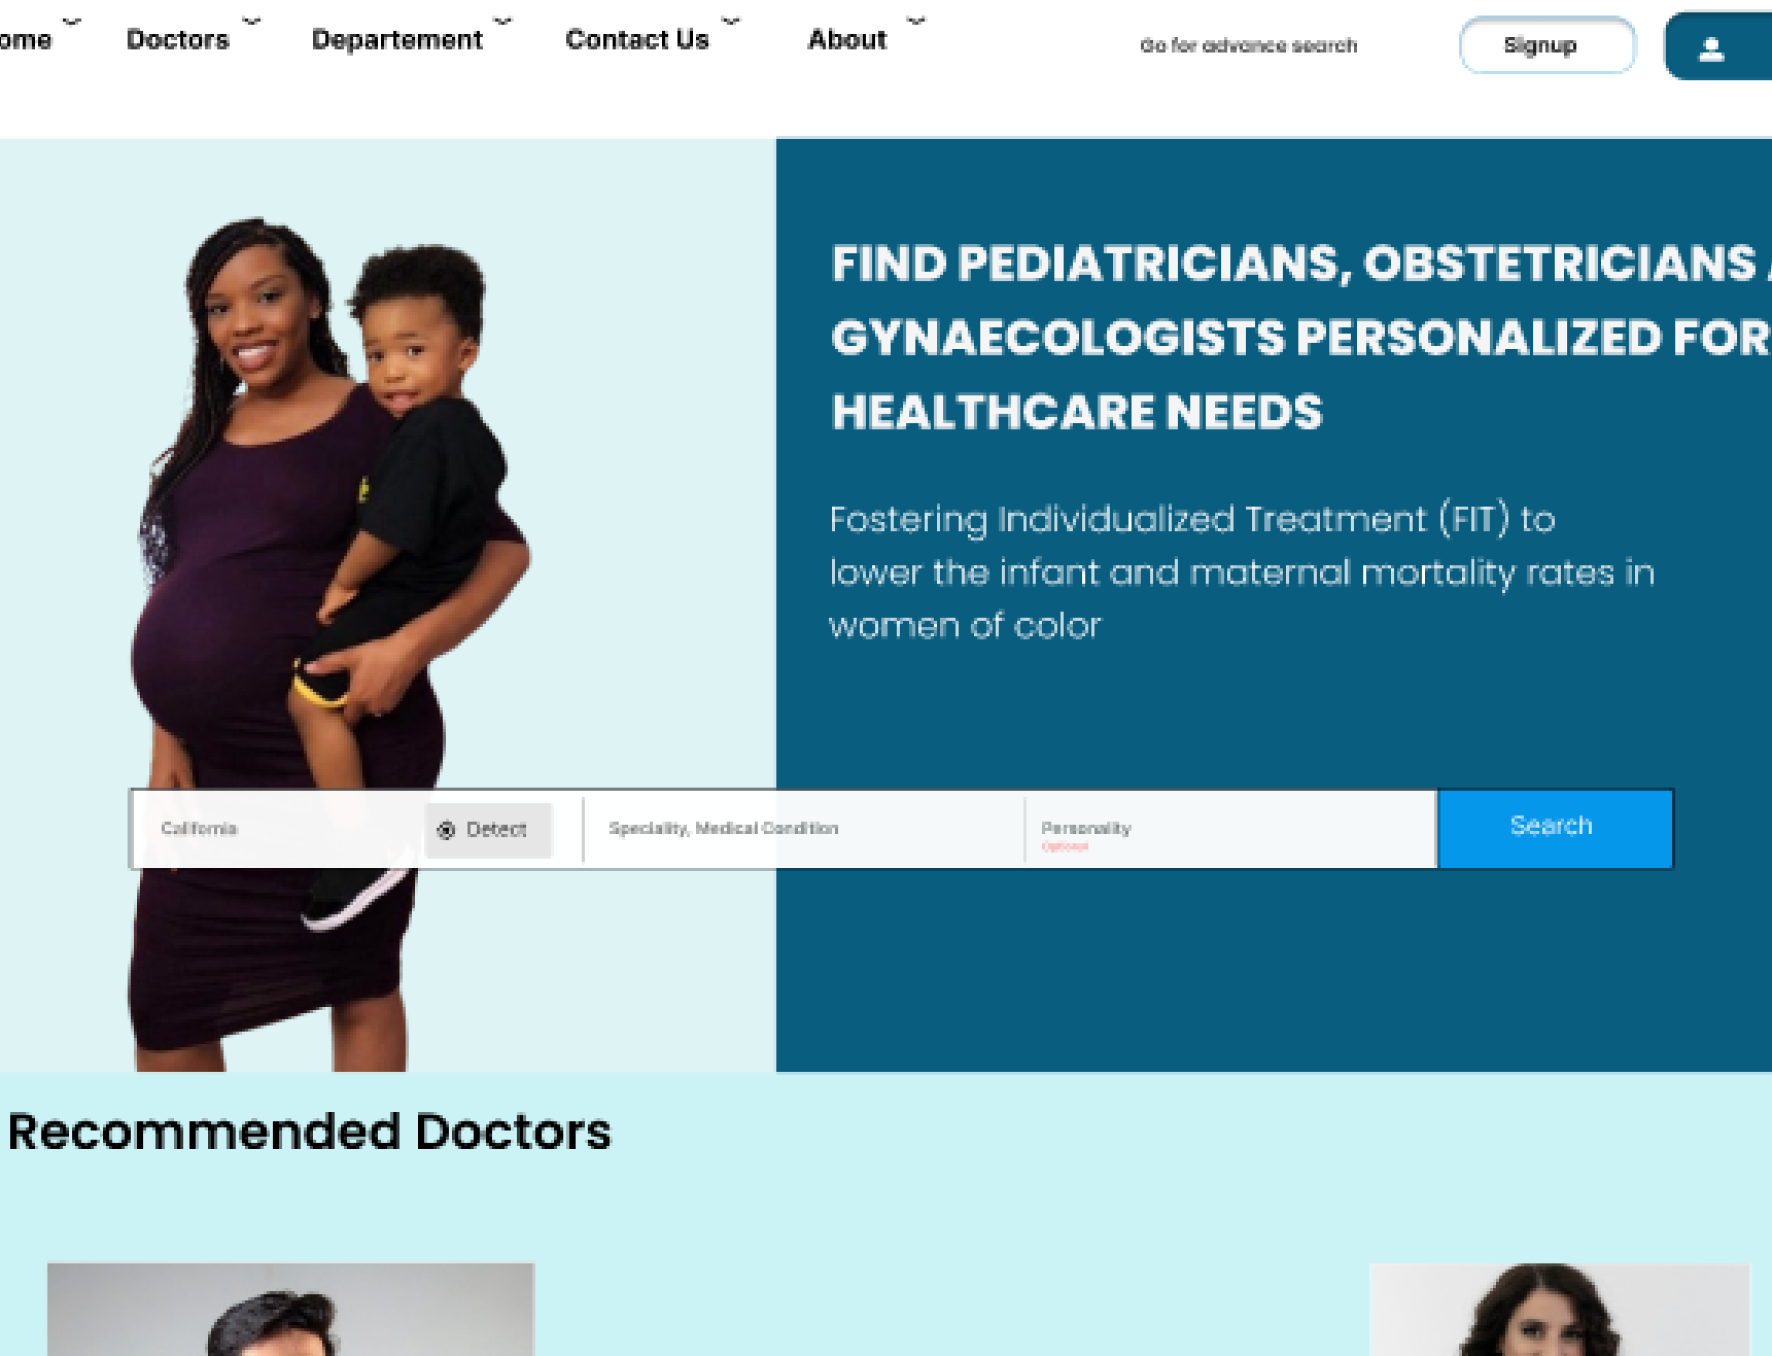 ome Doctors Departement Contact Us About Go for advance search Signup
FIND PEDIATRICIANS, OBSTETRICIANS
GYNAECOLOGISTS PERSONALIZED FOR
HEALTHCARE NEEDS
Fostering Individualized Treatment (FIT) to
lower the infant and maternal mortality rates in
women of color
California Detect Speciality, Medical Condition Personality Search
Optional
Recommended Doctors